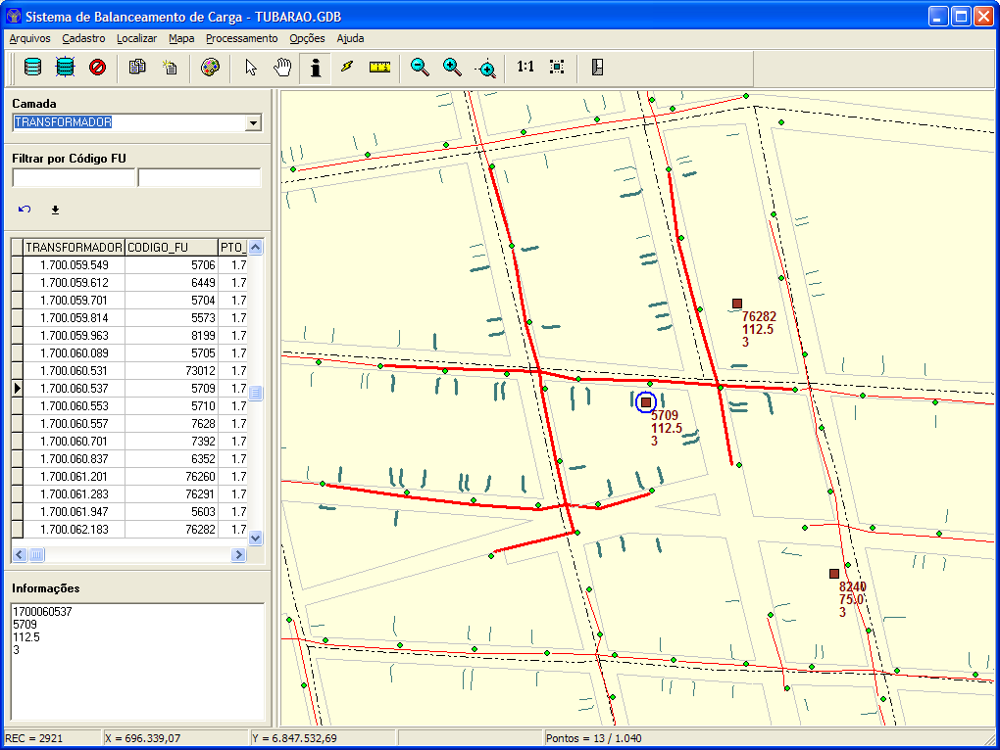 Sistema de Balanceamento de Carga - TUBARAO.GDB
Arquivos Cadastro Localizar Mapa Processamento Opções Ajuda
1:1
Camada
TRANSFORMADOR
Filtrar por Código FU
TRANSFORMADOR CODIGO_FU PTO_
1.700.059.549 5706 1.7
1.700.059.612 6449 1.7
1.700.059.701 5704 1.7
1.700.059.814 5573 1.7
1.700.059.963 8199 1.7
1.700.060.089 5705 1.7
1.700.060.531 73012 1.7
1.700.060.537 5709 1.7
1.700.060.553 5710 1.7
1.700.060.557 7628 1.7
1.700.060.701 7392 1.7
1.700.060.837 6352 1.7
1.700.061.201 76260 1.7
1.700.061.283 76291 1.7
1.700.061.947 5603 1.7
1.700.062.183 76282 1.7
Informações
1700060537
5709
112.5
3
76282
112.5
3
5709
112.5
3
8240
75.0
3
REC = 2921 X = 696.339,07 Y = 6.847.532,69 Pontos = 13 / 1.040